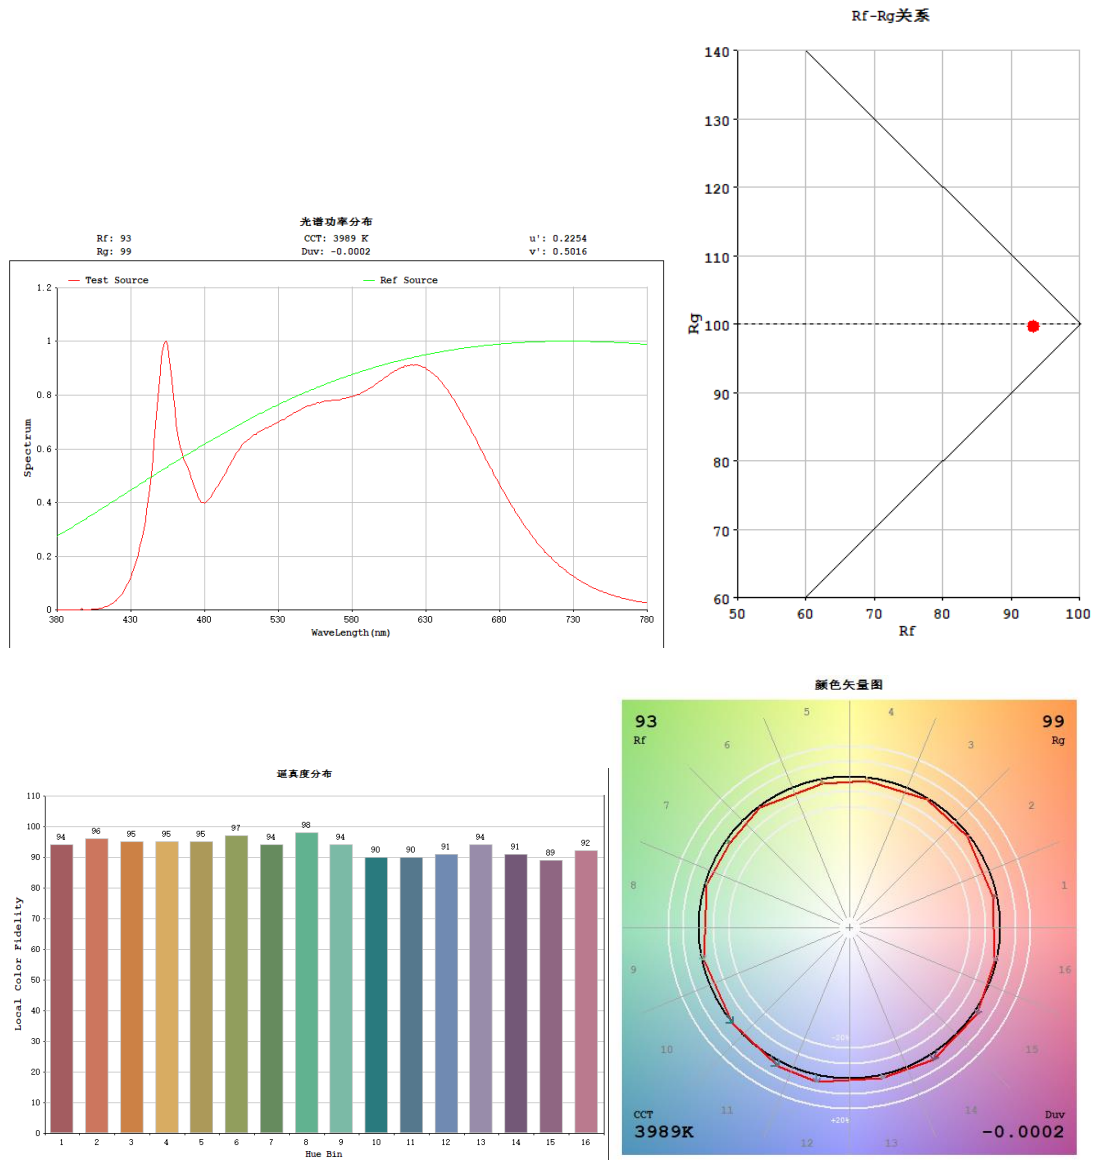 Rf-Rg关系
140
130
120
110
100
90
80
70
60
Rg
50 60 70 80 90 100
Rf
光谱功率分布
Rf: 93 CCT: 3989 K u': 0.2254
Rg: 99 Duv: -0.0002 v': 0.5016
Test Source Ref Source
1.2
1
0.8
0.6
0.4
0.2
0
Spectrum
380 430 480 530 580 630 680 730 780
WaveLength(nm)
逼真度分布
110
100
90
80
70
60
50
40
30
20
10
0
Local Color Fidelity
94 96 95 95 95 97 94 98 94 90 90 91 94 91 89 92
1 2 3 4 5 6 7 8 9 10 11 12 13 14 15 16
Hue Bin
颜色矢量图
93 99
Rf Rg
5 4
6 3
7 2
8 1
9 16
10 15
11 14
12 13
-20%
+20%
CCT Duv
3989K -0.0002